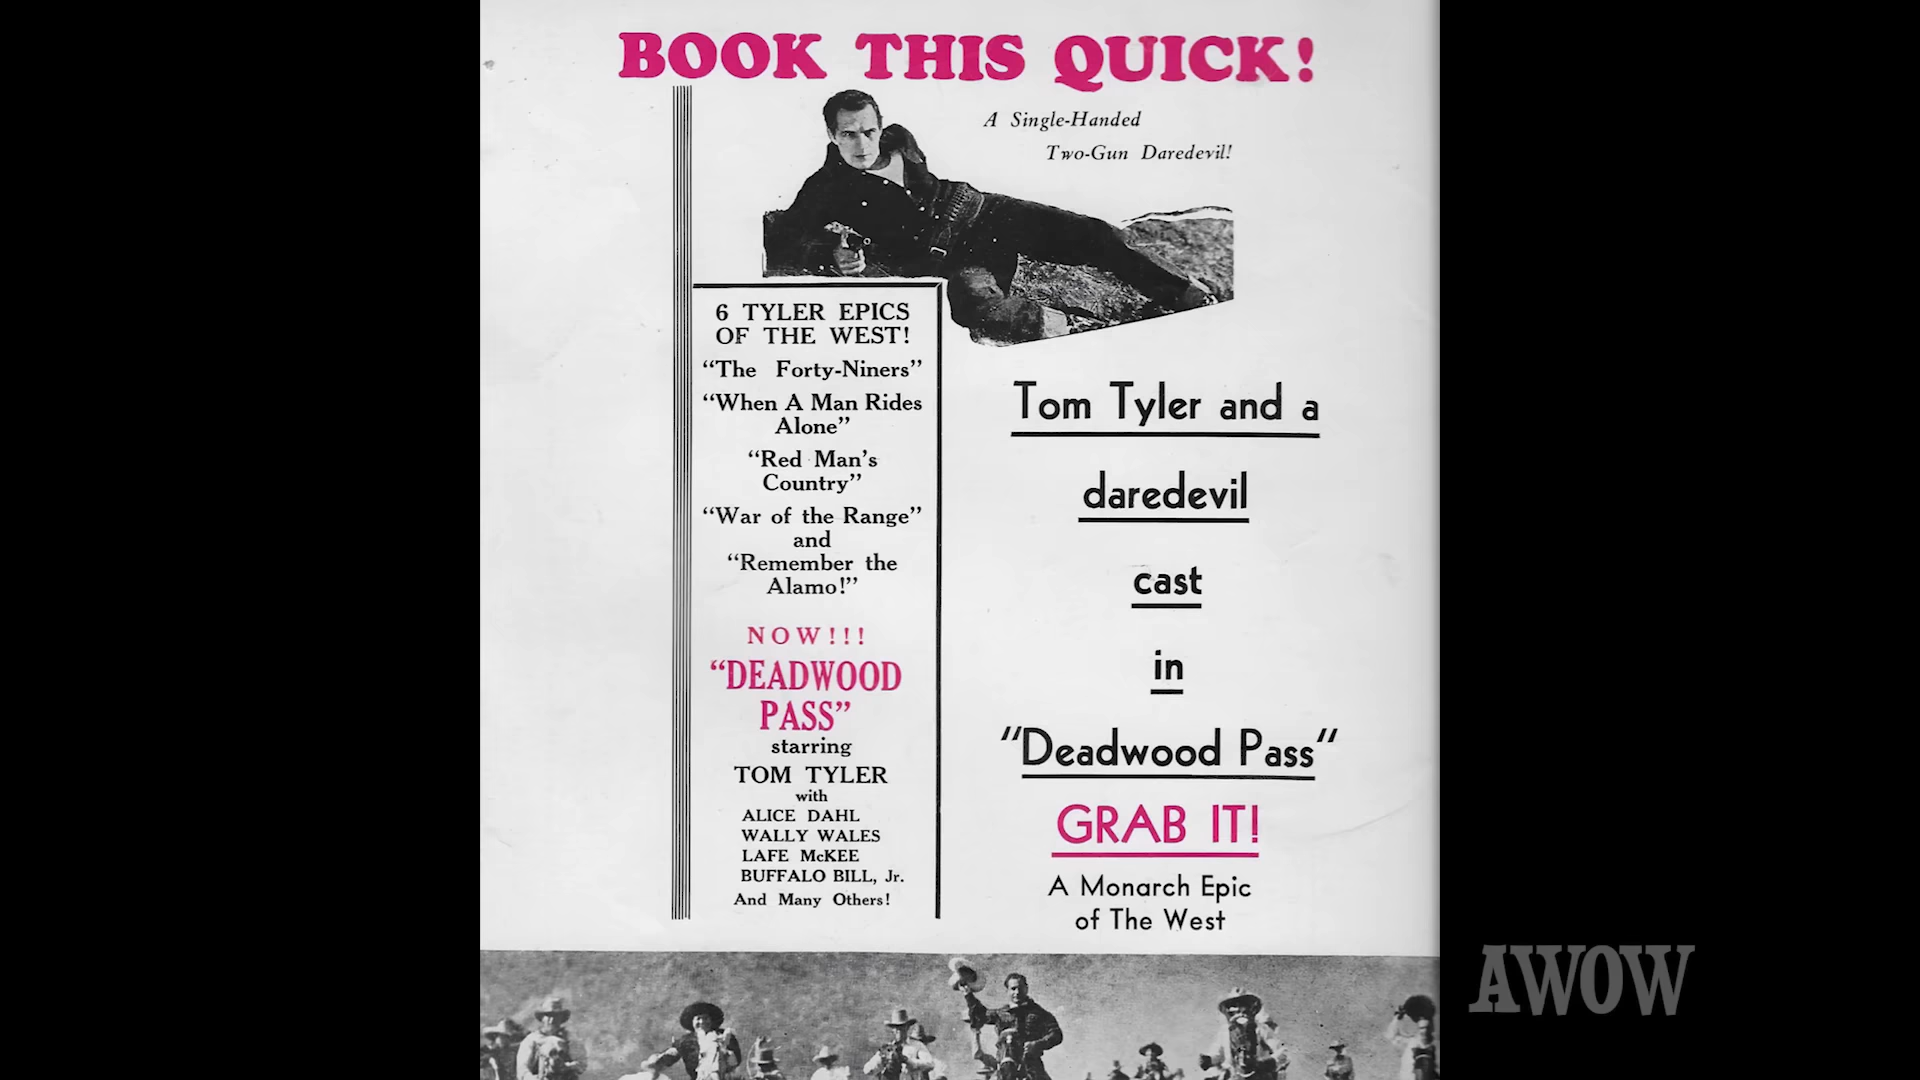 BOOK THIS QUICK!
A Single-Handed
Two-Gun Daredevil!
6 TYLER EPICS
OF THE WEST!
“The Forty-Niners”
“When A Man Rides
Alone”
“Red Man's
Country”
“War of the Range”
and
“Remember the
Alamo!”
NOW!!!
“DEADWOOD
PASS”
starring
TOM TYLER
with
ALICE DAHL
WALLY WALES
LAFE McKEE
BUFFALO BILL, Jr.
And Many Others!
Tom Tyler and a
daredevil
cast
in
"Deadwood Pass"
GRAB IT!
A Monarch Epic
of The West
AWOW